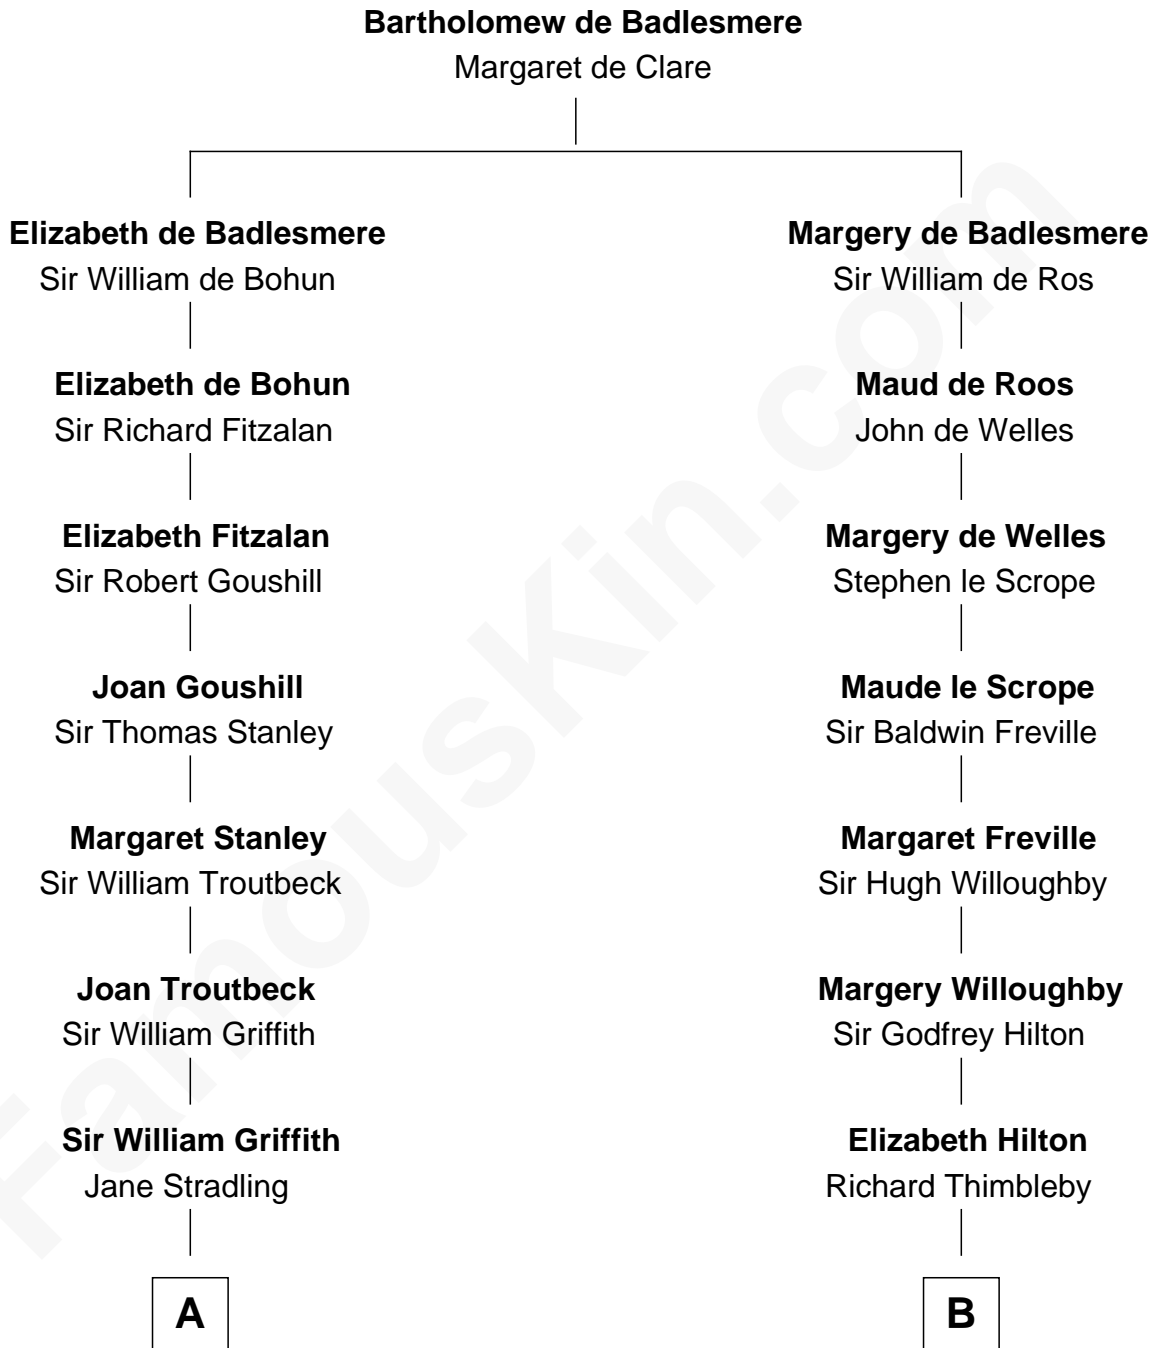 Bartholomew de Badlesmere
Margaret de Clare
Elizabeth de Badlesmere
Sir William de Bohun
Margery de Badlesmere
Sir William de Ros
Elizabeth de Bohun
Sir Richard Fitzalan
Maud de Roos
John de Welles
Elizabeth Fitzalan
Sir Robert Goushill
Margery de Welles
Stephen le Scrope
Joan Goushill
Sir Thomas Stanley
Maude le Scrope
Sir Baldwin Freville
Margaret Stanley
Sir William Troutbeck
Margaret Freville
Sir Hugh Willoughby
Joan Troutbeck
Sir William Griffith
Margery Willoughby
Sir Godfrey Hilton
Sir William Griffith
Jane Stradling
Elizabeth Hilton
Richard Thimbleby
A
B
FamousKin.com